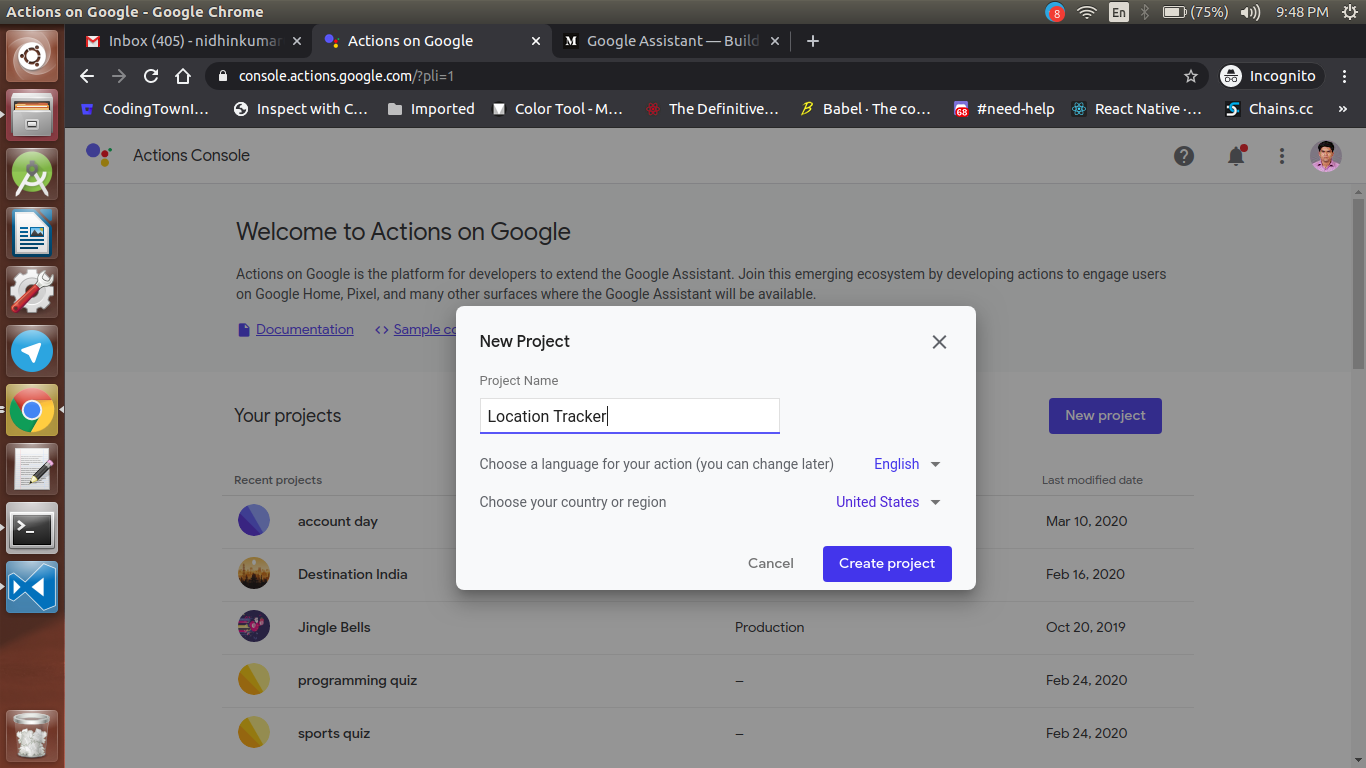 Actions on Google - Google Chrome
8 En (75%) 9:48 PM
Inbox (405) - nidhinkumar
Actions on Google
Google Assistant — Build
console.actions.google.com/?pli=1
Incognito
CodingTownI…
Inspect with C…
Imported
Color Tool - M…
The Definitive…
Babel · The co…
68 #need-help
React Native ·…
Chains.cc
»
Actions Console
Welcome to Actions on Google
Actions on Google is the platform for developers to extend the Google Assistant. Join this emerging ecosystem by developing actions to engage users
on Google Home, Pixel, and many other surfaces where the Google Assistant will be available.
Documentation <> Sample co
New Project
Project Name
Location Tracker
Choose a language for your action (you can change later) English
Choose your country or region United States
Cancel Create project
Your projects New project
Recent projects Last modified date
account day Mar 10, 2020
Destination India Feb 16, 2020
Jingle Bells Production Oct 20, 2019
programming quiz – Feb 24, 2020
sports quiz – Feb 24, 2020